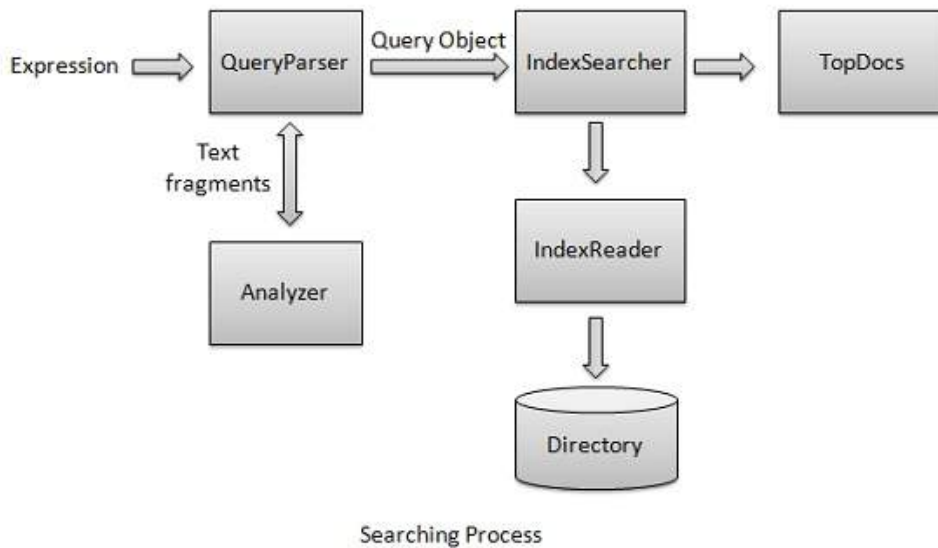 Expression
QueryParser
Query Object
IndexSearcher
TopDocs
Text
fragments
Analyzer
IndexReader
Directory
Searching Process